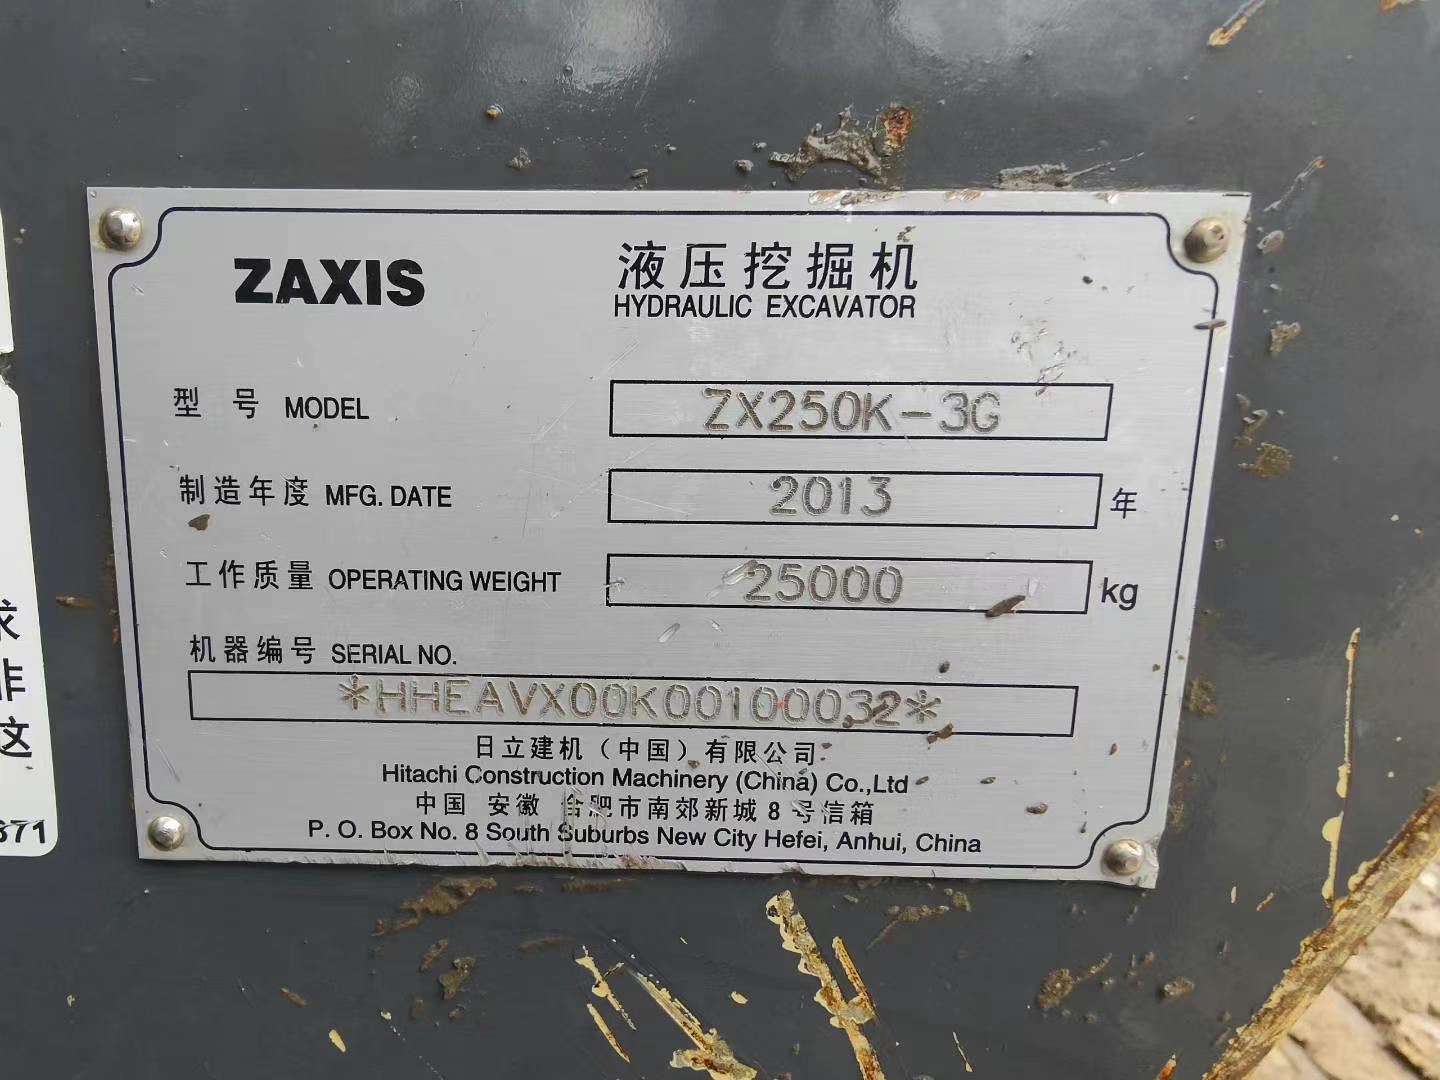 ZAXIS
液压挖掘机
HYDRAULIC EXCAVATOR
型号 MODEL ZX250K-3G
制造年度 MFG. DATE 2013 年
工作质量 OPERATING WEIGHT 25000 kg
机器编号 SERIAL NO.
*HHEAVX00K00100032*
日立建机（中国）有限公司
Hitachi Construction Machinery (China) Co.,Ltd
中国 安徽 合肥市南郊新城 8 号信箱
P. O. Box No. 8 South Suburbs New City Hefei, Anhui, China
求
非
这
671